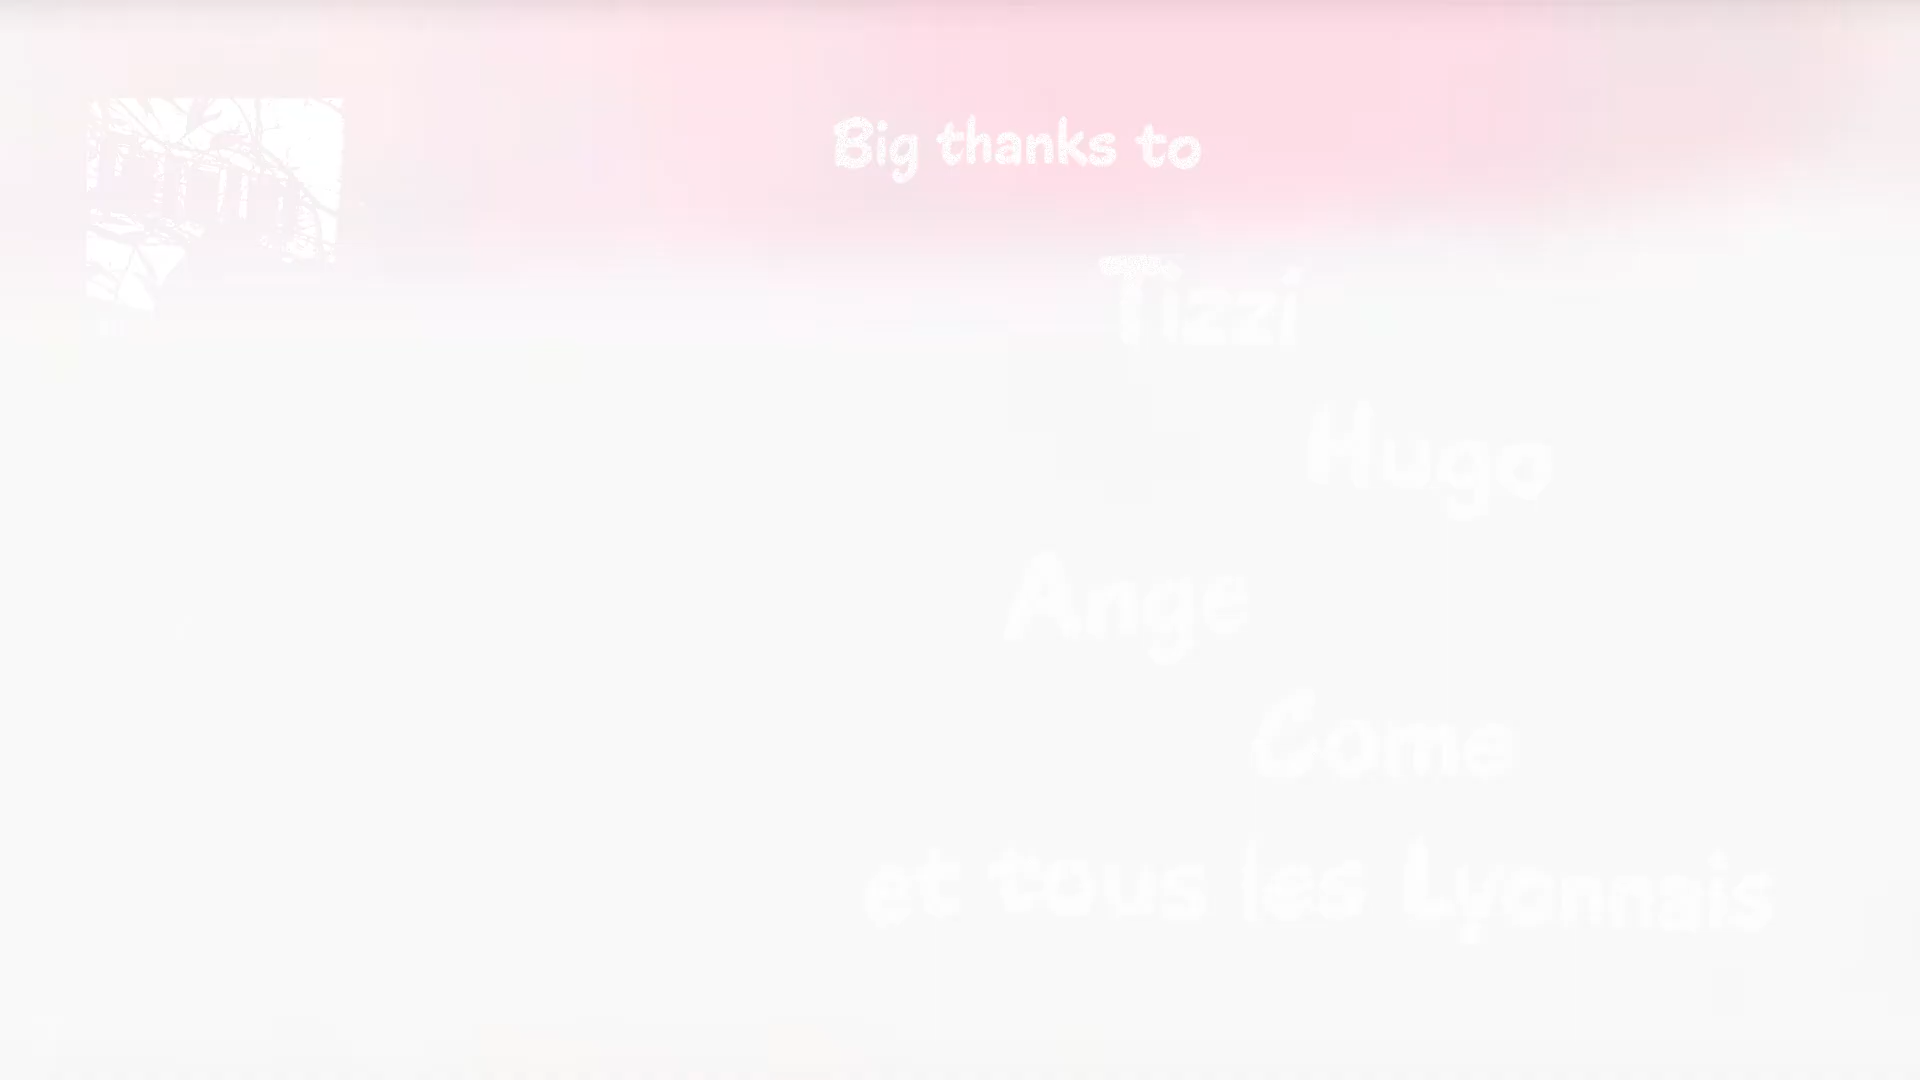 Big thanks to
Tizzi
Hugo
Ange
Come
et tous les Lyonnais